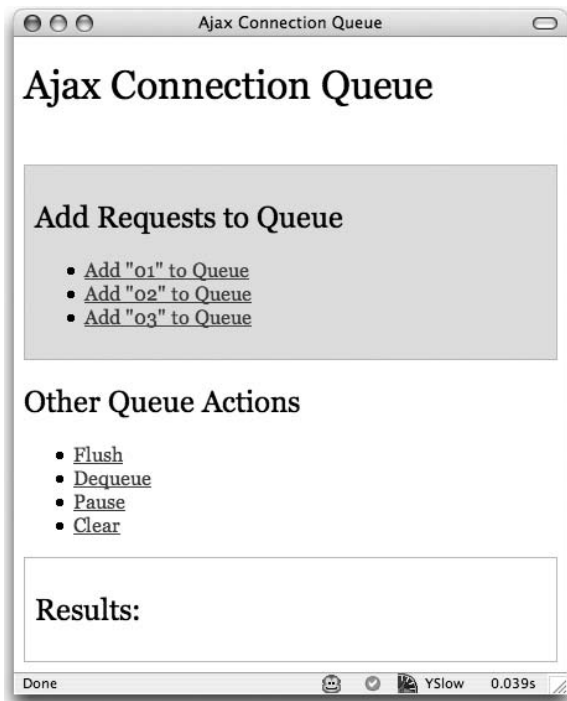 Ajax Connection Queue
Ajax Connection Queue
Add Requests to Queue
Add "01" to Queue
Add "02" to Queue
Add "03" to Queue
Other Queue Actions
Flush
Dequeue
Pause
Clear
Results:
Done YSlow 0.039s